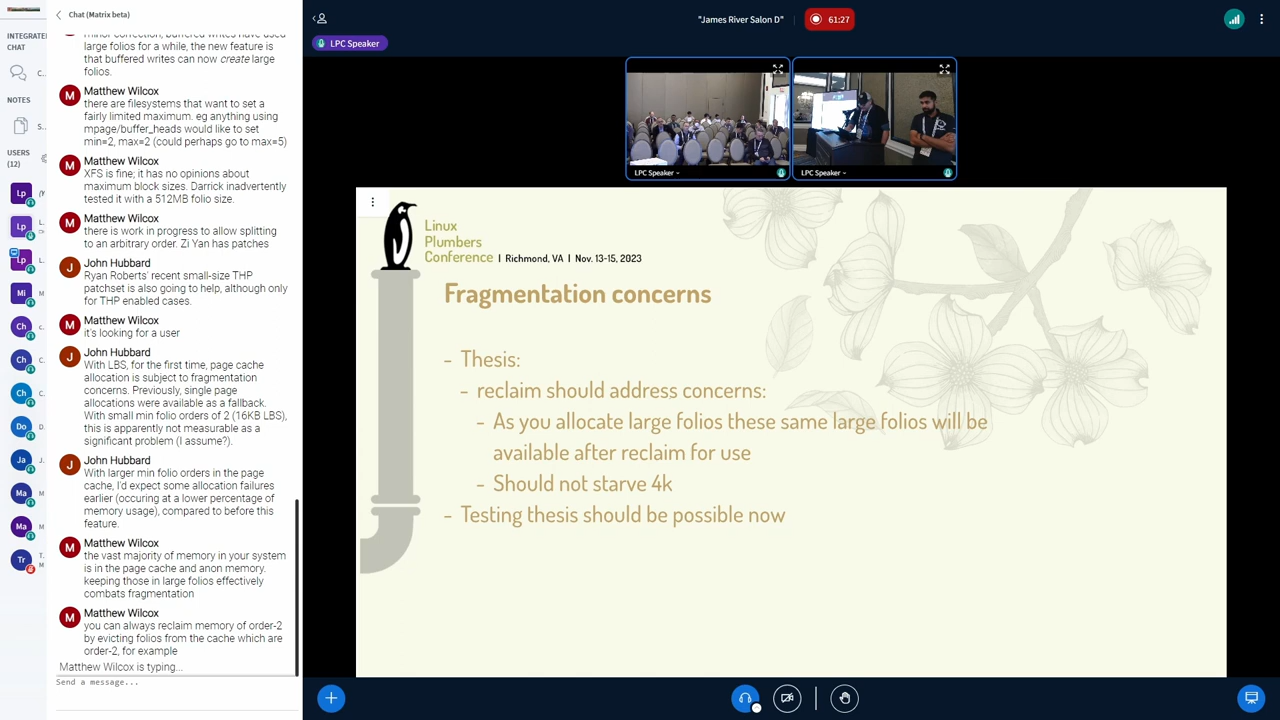 Chat (Matrix beta)
INTEGRATE
CHAT
C..
NOTES
S..
USERS
(12)
minor correction, buffered writes have used
large folios for a while, the new feature is
that buffered writes can now create large
folios.
Matthew Wilcox
there are filesystems that want to set a
fairly limited maximum. eg anything using
mpage/buffer_heads would like to set
min=2, max=2 (could perhaps go to max=5)
Matthew Wilcox
XFS is fine; it has no opinions about
maximum block sizes. Darrick inadvertently
tested it with a 512MB folio size.
Matthew Wilcox
there is work in progress to allow splitting
to an arbitrary order. Zi Yan has patches
John Hubbard
Ryan Roberts' recent small-size THP
patchset is also going to help, although only
for THP enabled cases.
Matthew Wilcox
it's looking for a user
John Hubbard
With LBS, for the first time, page cache
allocation is subject to fragmentation
concerns. Previously, single page
allocations were available as a fallback.
With small min folio orders of 2 (16KB LBS),
this is apparently not measurable as a
significant problem (I assume?).
John Hubbard
With larger min folio orders in the page
cache, I'd expect some allocation failures
earlier (occuring at a lower percentage of
memory usage), compared to before this
feature.
Matthew Wilcox
the vast majority of memory in your system
is in the page cache and anon memory.
keeping those in large folios effectively
combats fragmentation
Matthew Wilcox
you can always reclaim memory of order-2
by evicting folios from the cache which are
order-2, for example
Matthew Wilcox is typing...
Send a message...
Lp
Lp
Lp
Mi
Ch
Ch
Ch
Do
Ja
Ma
Ma
Tr
"James River Salon D"
61:27
LPC Speaker
LPC Speaker
LPC Speaker
Linux
Plumbers
Conference | Richmond, VA | Nov. 13-15, 2023
Fragmentation concerns
- Thesis:
- reclaim should address concerns:
- As you allocate large folios these same large folios will be
available after reclaim for use
- Should not starve 4k
- Testing thesis should be possible now